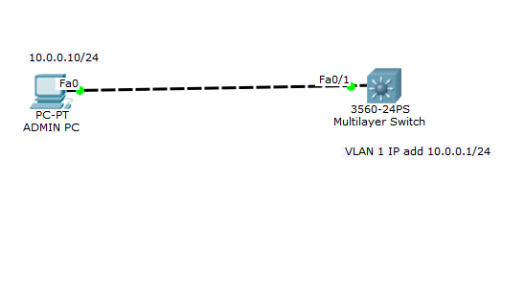 10.0.0.10/24
Fa0
PC-PT
ADMIN PC
Fa0/1
3560-24PS
Multilayer Switch
VLAN 1 IP add 10.0.0.1/24